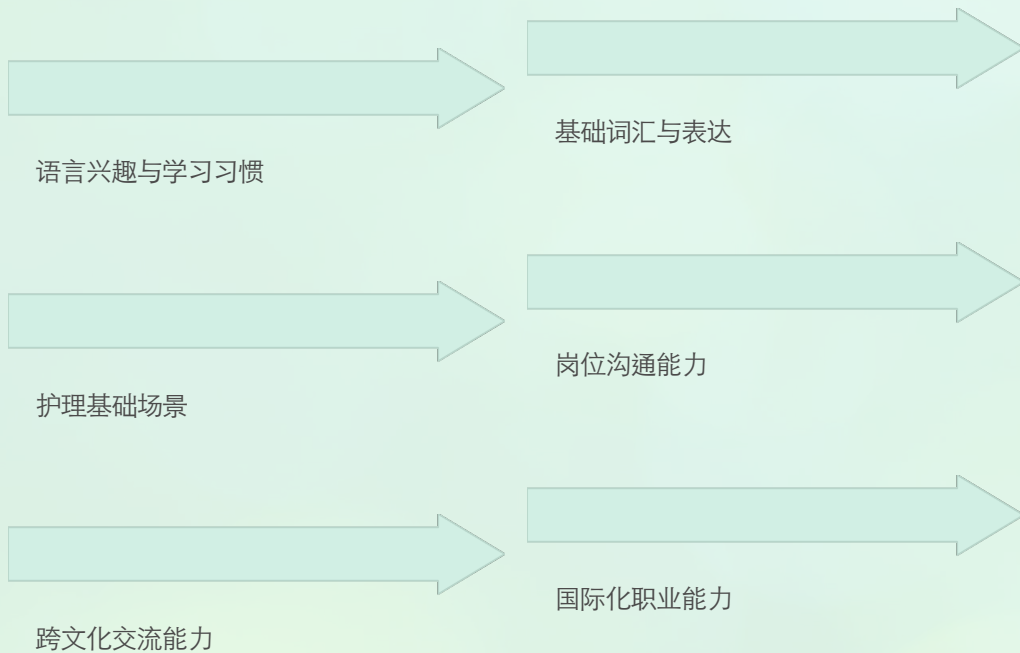 语言兴趣与学习习惯
基础词汇与表达
护理基础场景
岗位沟通能力
跨文化交流能力
国际化职业能力